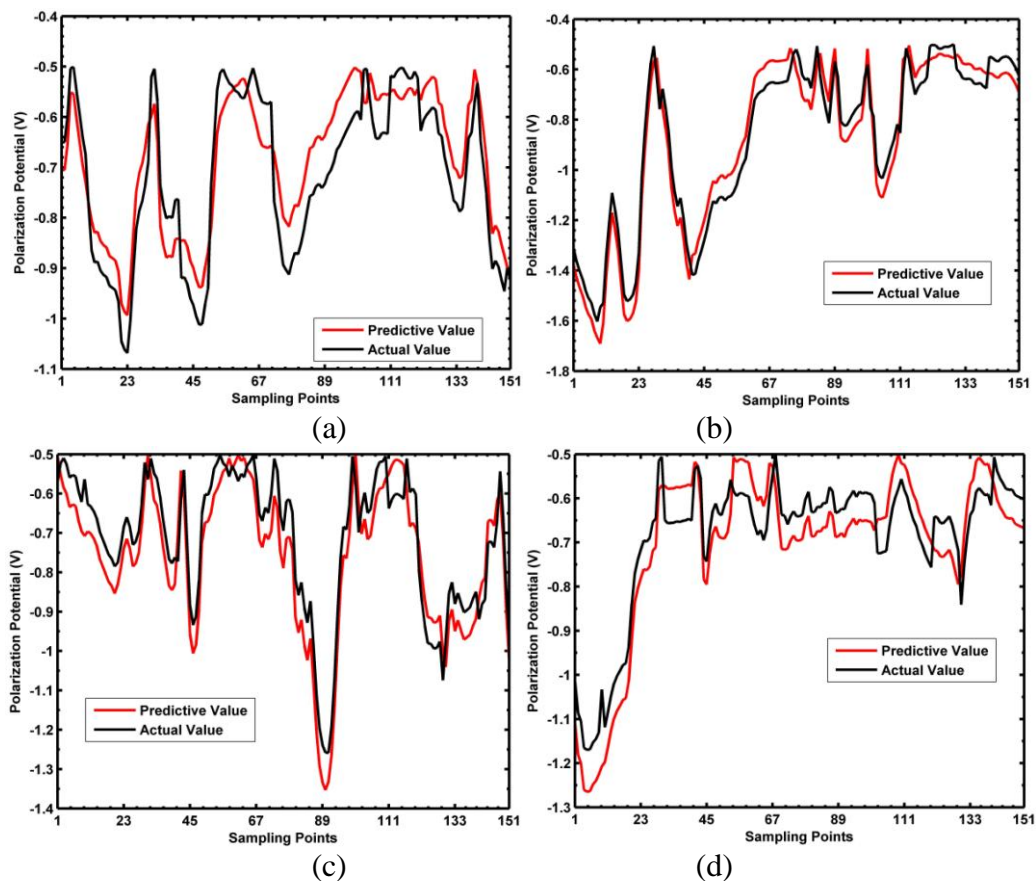 -0.4
-0.5
-0.6
-0.7
-0.8
-0.9
-1
-1.1
Polarization Potential (V)
Predictive Value
Actual Value
1 23 45 67 89 111 133 151
Sampling Points
(a)
-0.4
-0.6
-0.8
-1
-1.2
-1.4
-1.6
-1.8
Polarization Potential (V)
Predictive Value
Actual Value
1 23 45 67 89 111 133 151
Sampling Points
(b)
-0.5
-0.6
-0.7
-0.8
-0.9
-1
-1.1
-1.2
-1.3
-1.4
Polarization Potential (V)
Predictive Value
Actual Value
1 23 45 67 89 111 133 151
Sampling Points
(c)
-0.5
-0.6
-0.7
-0.8
-0.9
-1
-1.1
-1.2
-1.3
Polarization Potential (V)
Predictive Value
Actual Value
1 23 45 67 89 111 133 151
Sampling Points
(d)